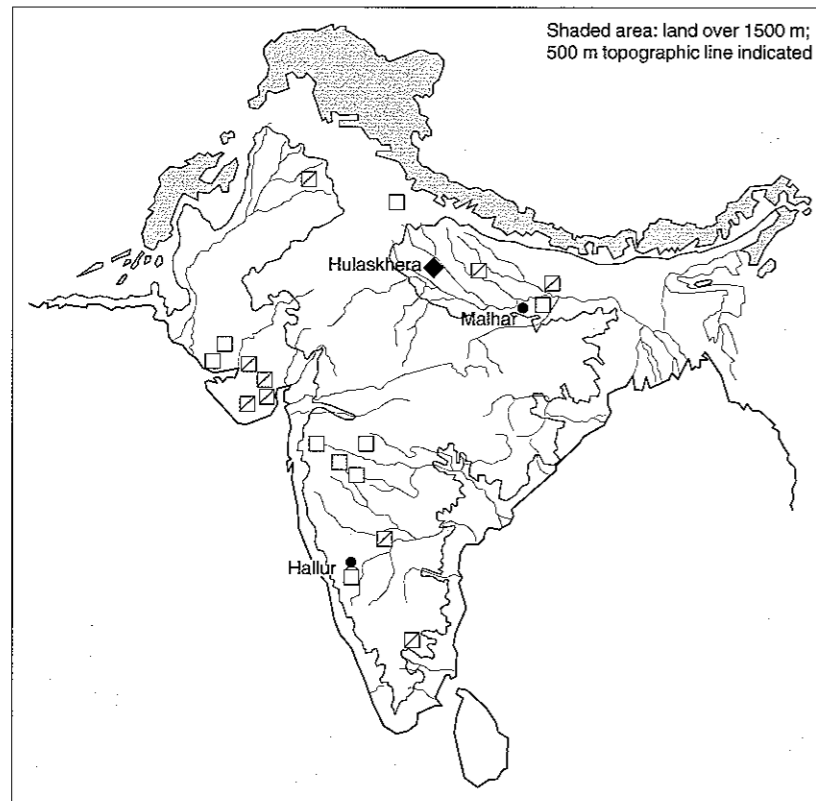 Shaded area: land over 1500 m;
500 m topographic line indicated
Hulaskhera
Malhar
Hallur